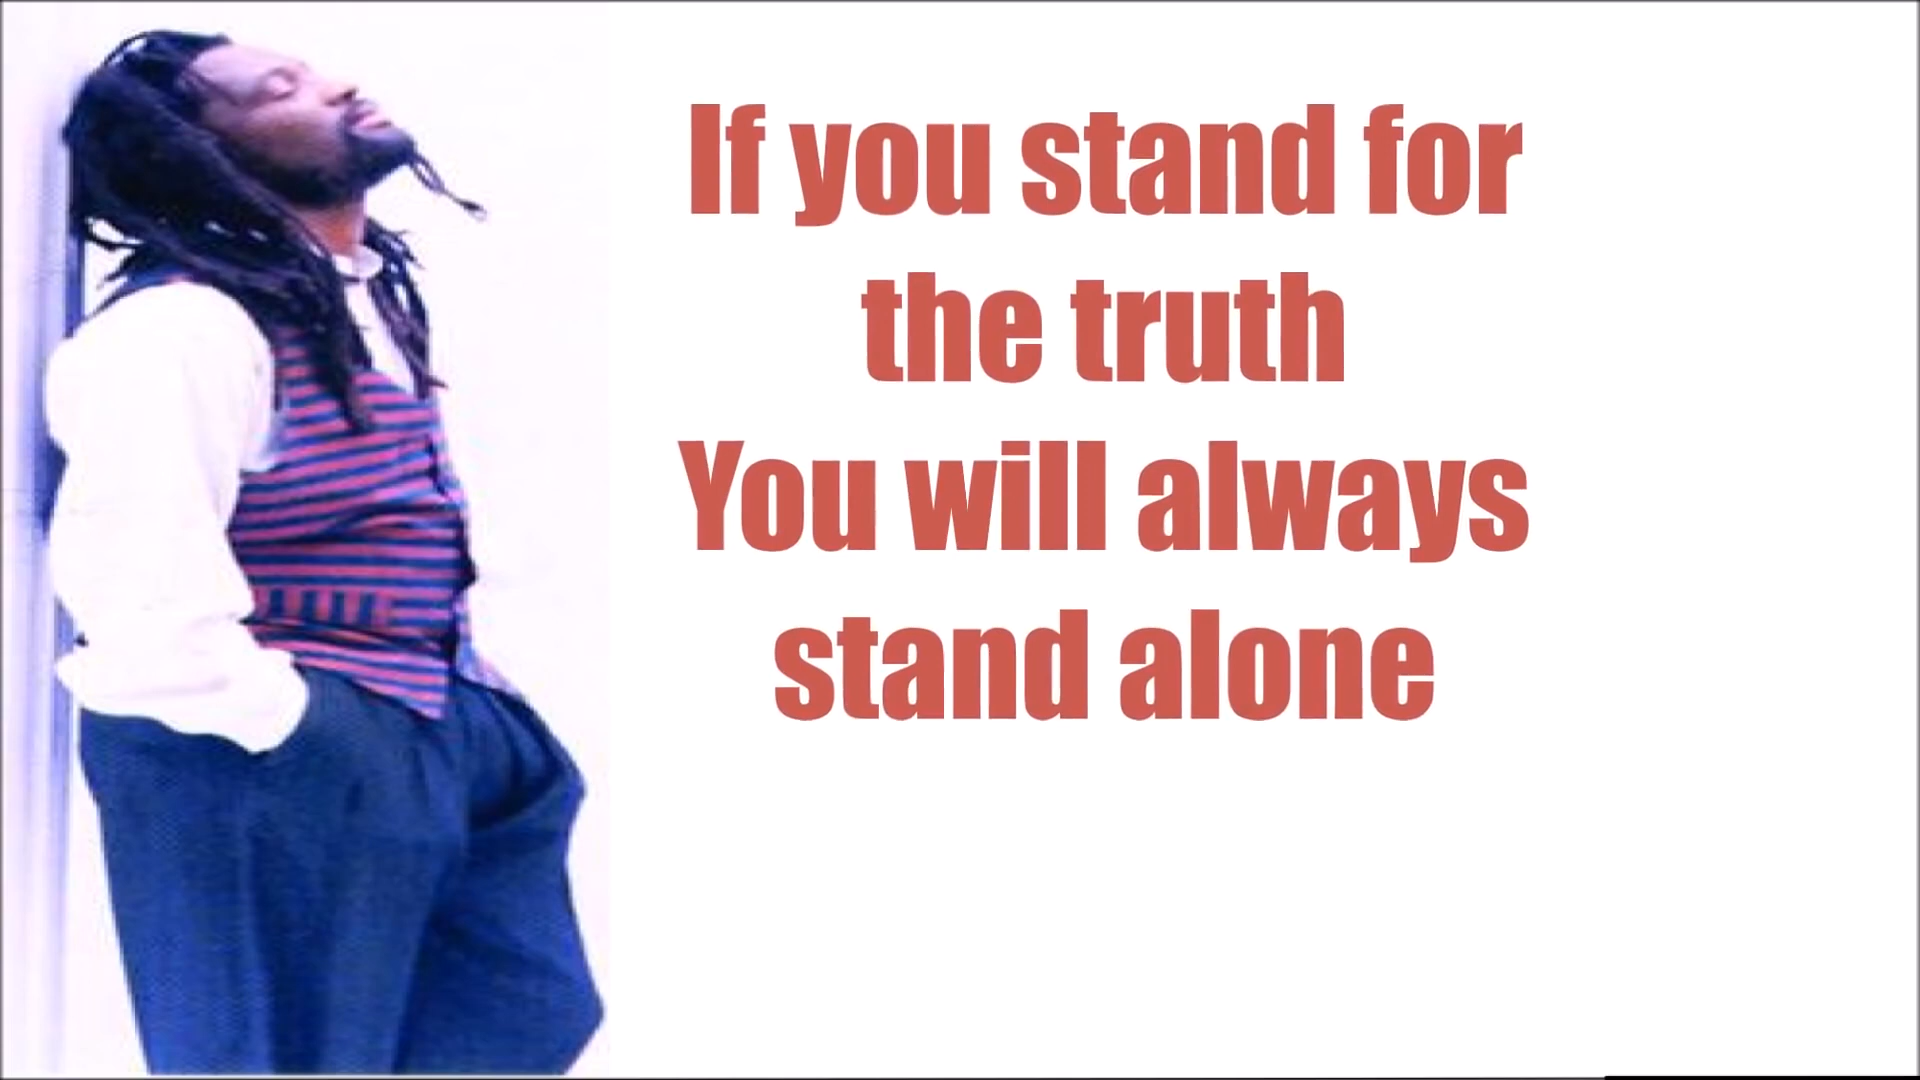 If you stand for
the truth
You will always
stand alone